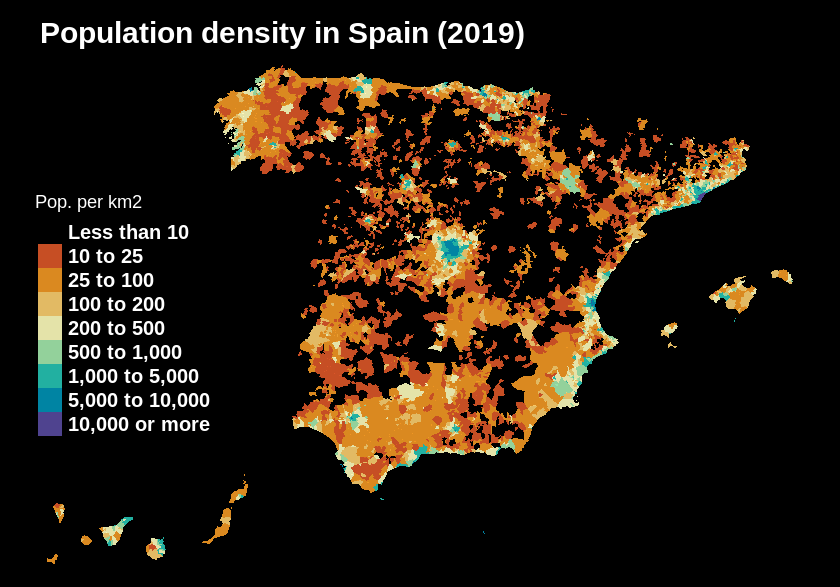 Population density in Spain (2019)
Pop. per km2
Less than 10
10 to 25
25 to 100
100 to 200
200 to 500
500 to 1,000
1,000 to 5,000
5,000 to 10,000
10,000 or more